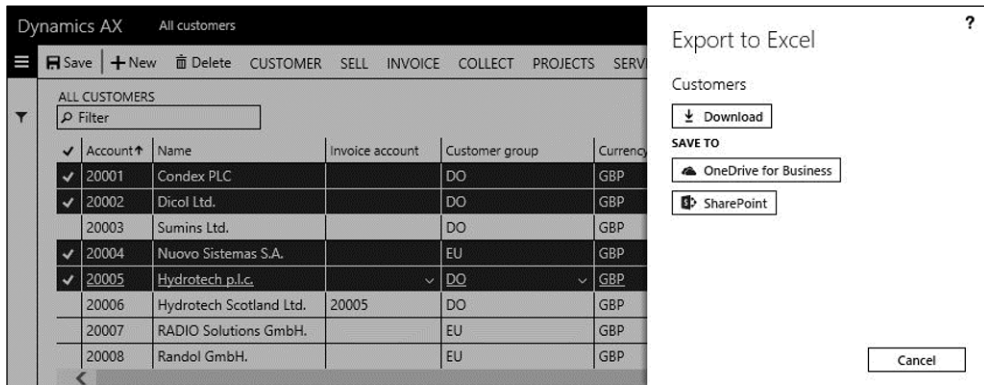 Dynamics AX All customers
Save New Delete CUSTOMER SELL INVOICE COLLECT PROJECTS SERVI
ALL CUSTOMERS
Filter
Account Name Invoice account Customer group Currency
20001 Condex PLC DO GBP
20002 Dicol Ltd. DO GBP
20003 Sumins Ltd. DO GBP
20004 Nuovo Sistemas S.A. EU GBP
20005 Hydrotech p.l.c. DO GBP
20006 Hydrotech Scotland Ltd. 20005 DO GBP
20007 RADIO Solutions GmbH. EU GBP
20008 Randol GmbH. EU GBP
?
Export to Excel
Customers
Download
SAVE TO
OneDrive for Business
SharePoint
Cancel